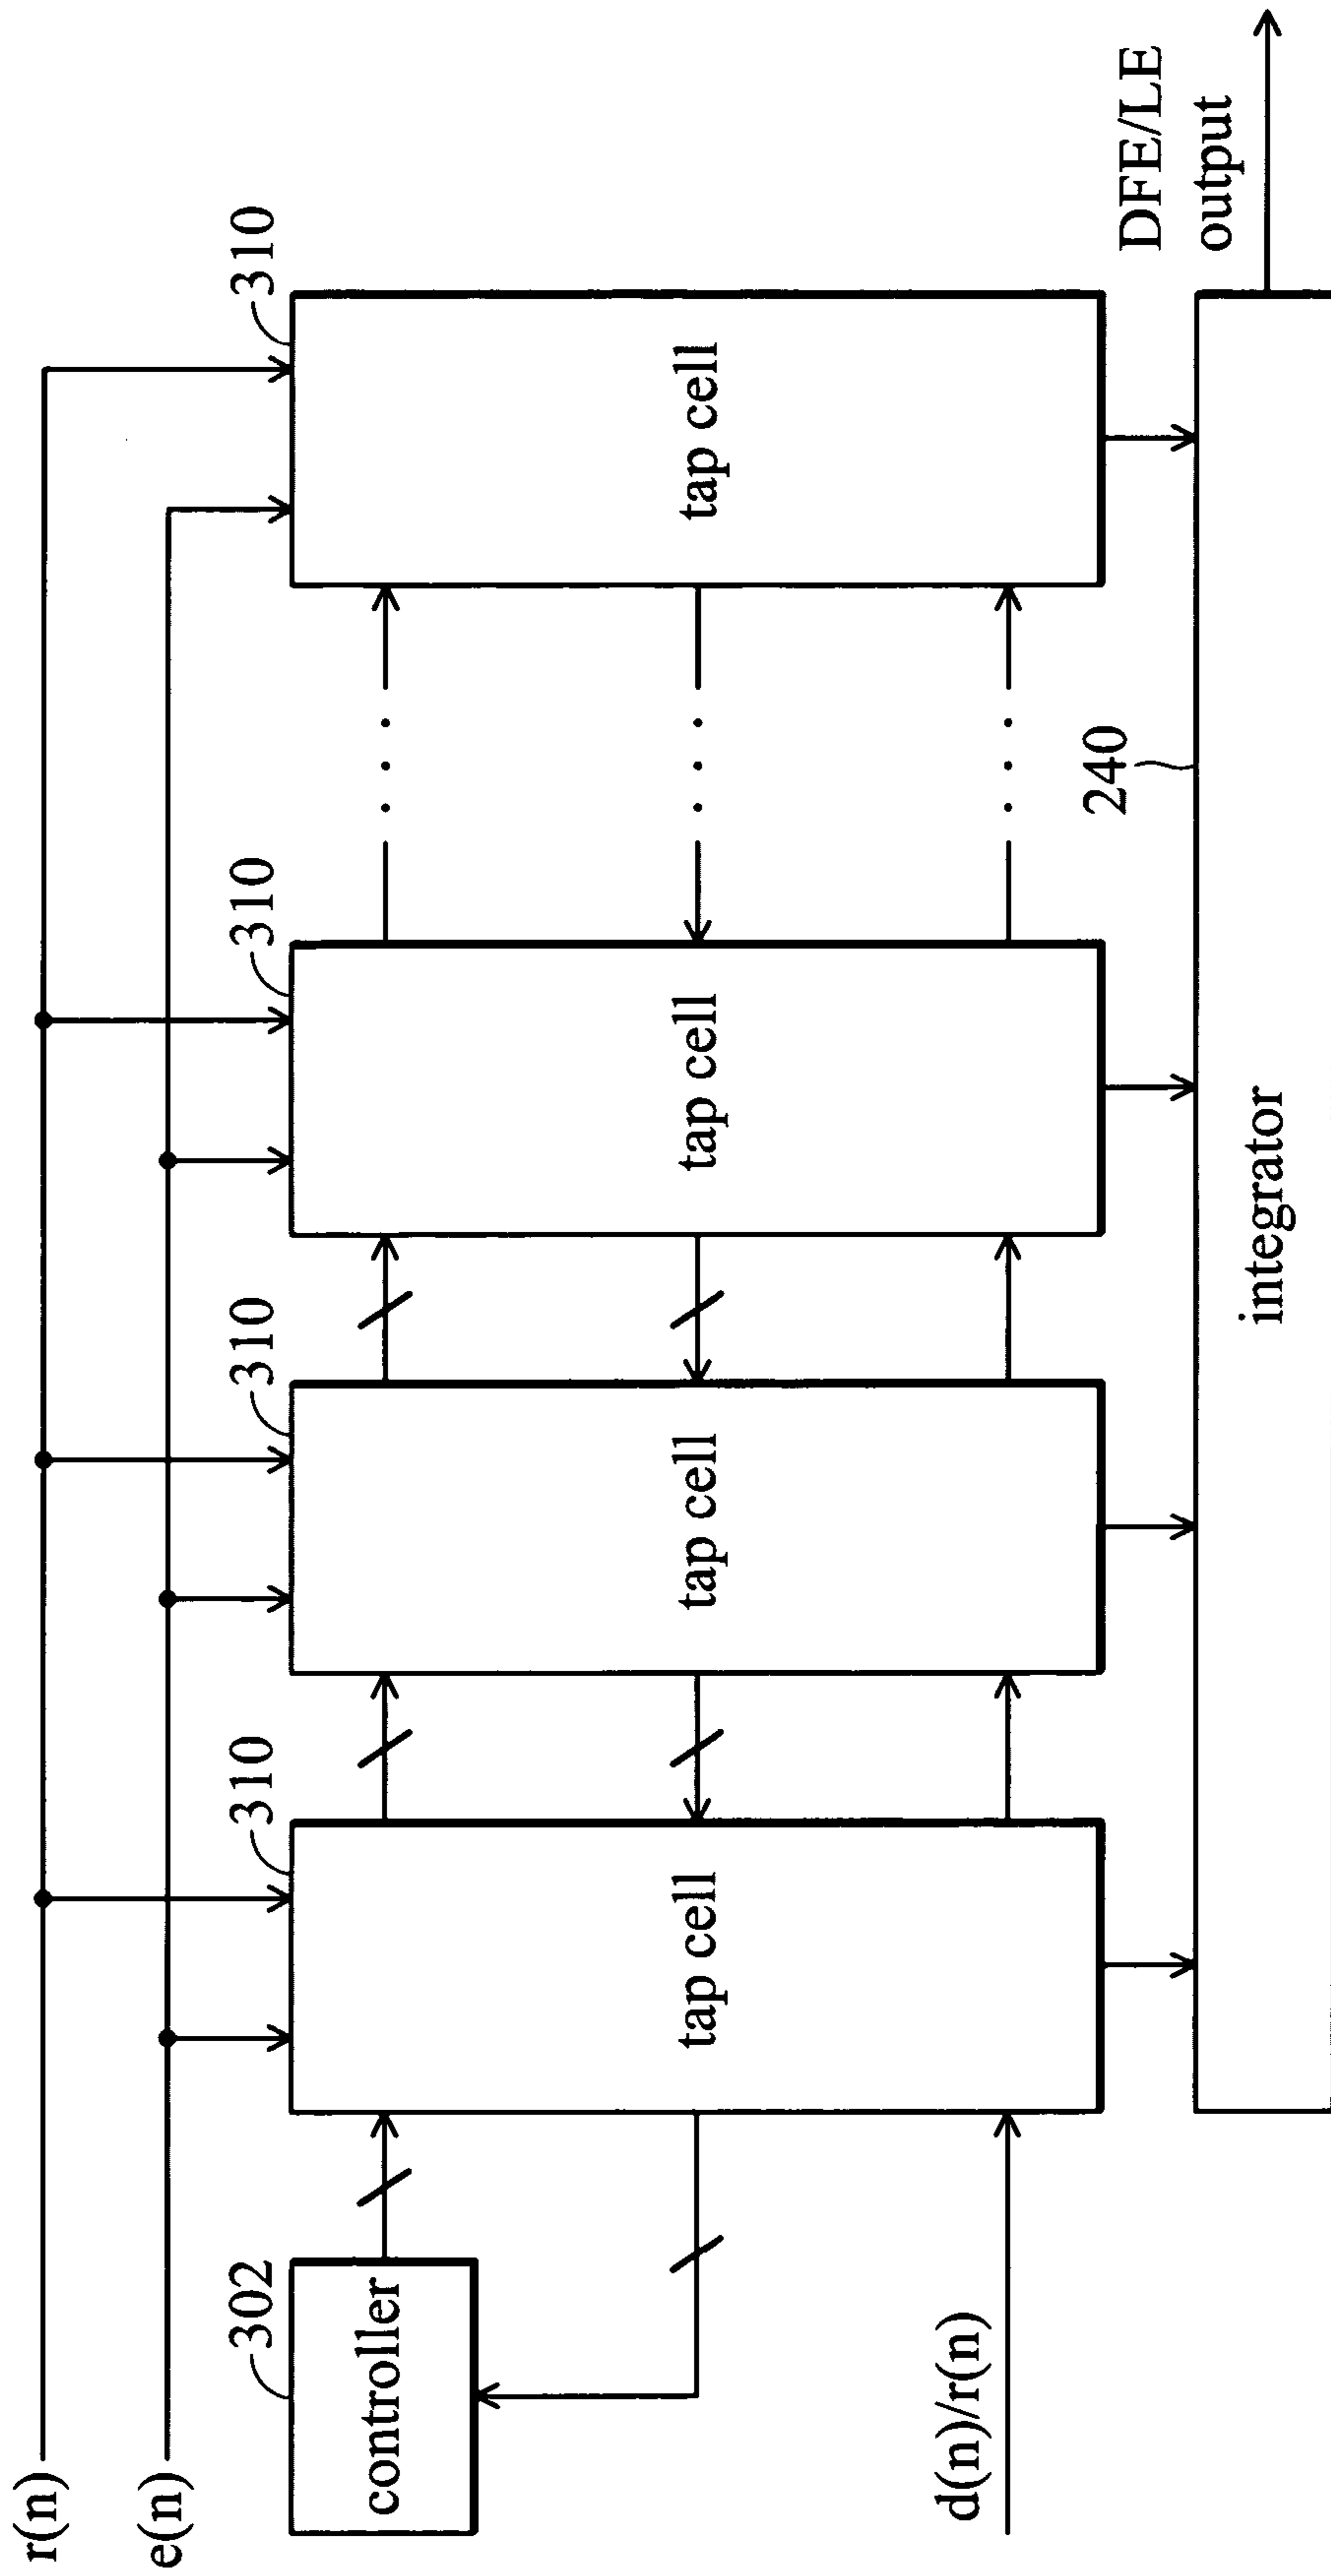 r(n)
e(n)
302
controller
d(n)/r(n)
310
tap cell
310
tap cell
310
tap cell
310
tap cell
240
integrator
DFE/LE
output